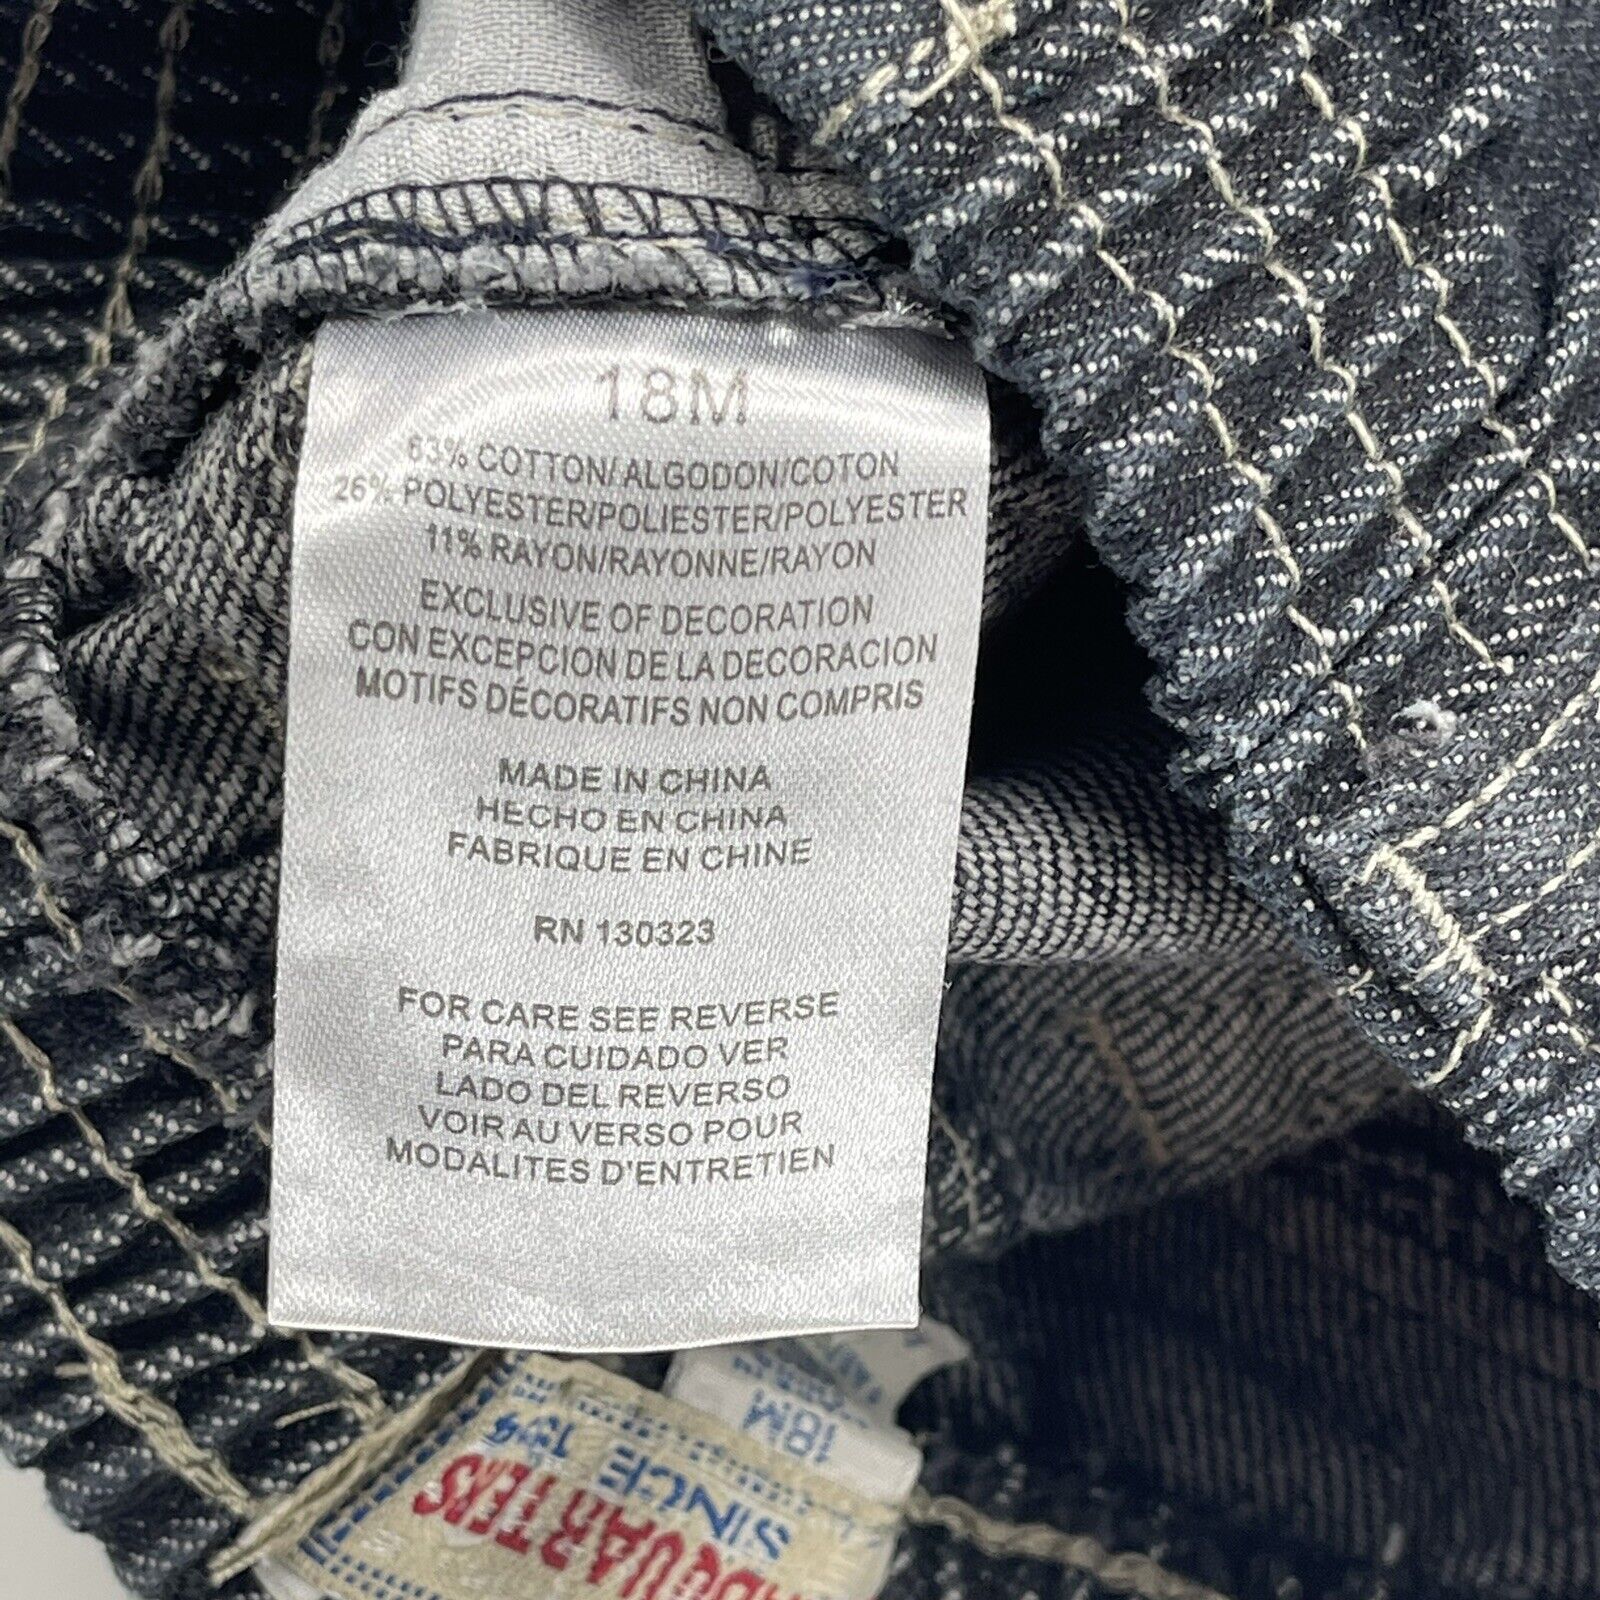 18M
63% COTTON/ALGODON/COTON
26% POLYESTER/POLIESTER/POLYESTER
11% RAYON/RAYONNE/RAYON
EXCLUSIVE OF DECORATION
CON EXCEPCION DE LA DECORACION
MOTIFS DÉCORATIFS NON COMPRIS
MADE IN CHINA
HECHO EN CHINA
FABRIQUE EN CHINE
RN 130323
FOR CARE SEE REVERSE
PARA CUIDADO VER
LADO DEL REVERSO
VOIR AU VERSO POUR
MODALITES D'ENTRETIEN
18M
SINCE